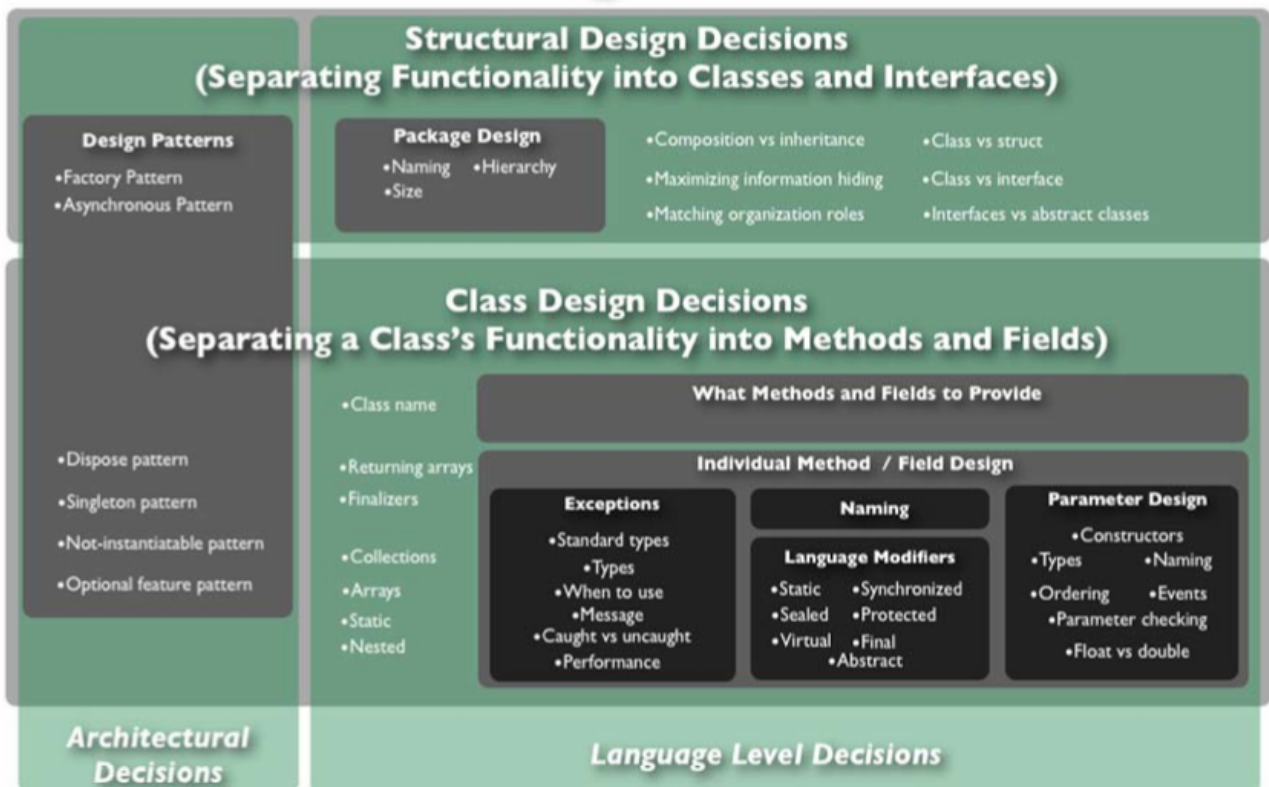 Structural Design Decisions
(Separating Functionality into Classes and Interfaces)
Design Patterns
•Factory Pattern
•Asynchronous Pattern
Package Design
•Naming •Hierarchy
•Size
•Composition vs inheritance
•Maximizing information hiding
•Matching organization roles
•Class vs struct
•Class vs interface
•Interfaces vs abstract classes
Class Design Decisions
(Separating a Class's Functionality into Methods and Fields)
•Dispose pattern
•Singleton pattern
•Not-instantiatable pattern
•Optional feature pattern
•Class name
•Returning arrays
•Finalizers
•Collections
•Arrays
•Static
•Nested
What Methods and Fields to Provide
Individual Method / Field Design
Exceptions
•Standard types
•Types
•When to use
•Message
•Caught vs uncaught
•Performance
Naming
Language Modifiers
•Static •Synchronized
•Sealed •Protected
•Virtual •Final
•Abstract
Parameter Design
•Constructors
•Types •Naming
•Ordering •Events
•Parameter checking
•Float vs double
Architectural
Decisions
Language Level Decisions